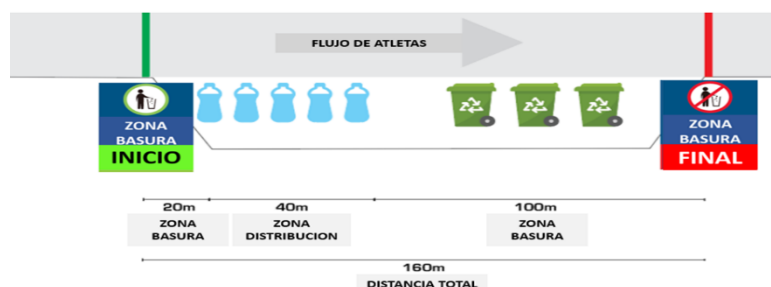 FLUJO DE ATLETAS
ZONA
BASURA
INICIO
ZONA
BASURA
FINAL
20m
40m
100m
ZONA
BASURA
ZONA
DISTRIBUCION
ZONA
BASURA
160m
DISTANCIA TOTAL